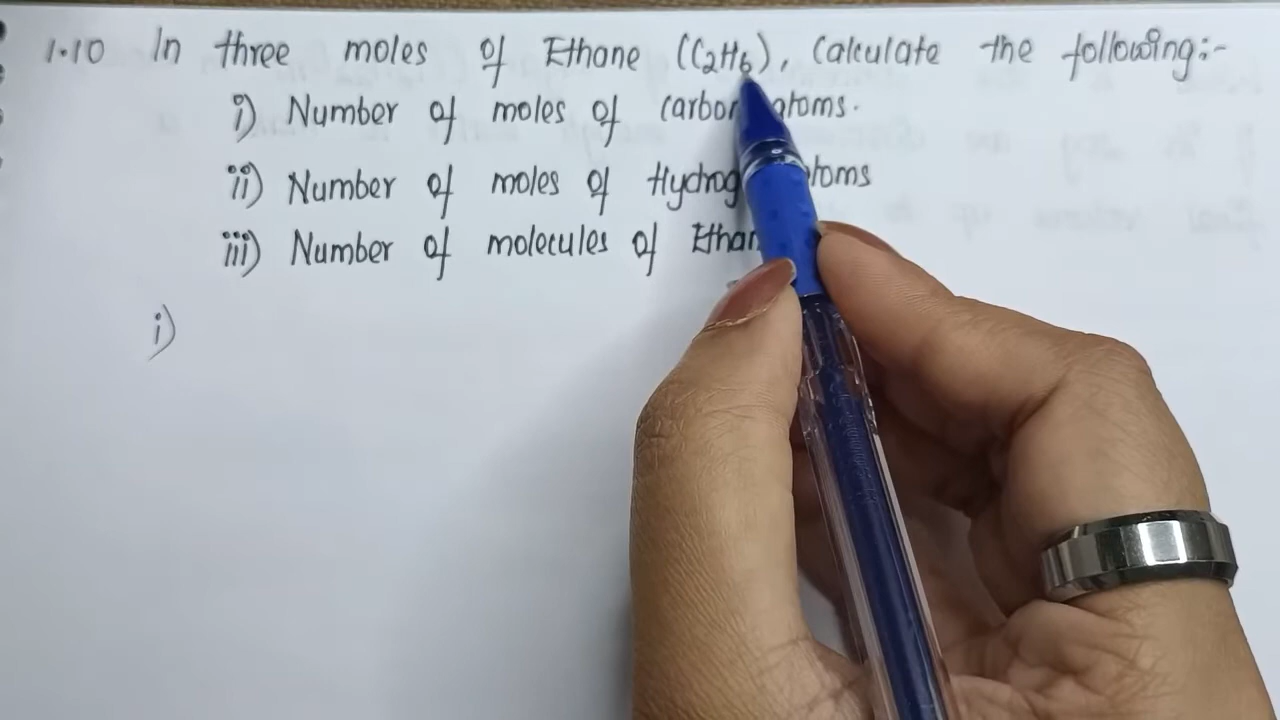 1.10 In three moles of Ethane (C₂H₆), Calculate the following:-
i) Number of moles of carbon atoms.
ii) Number of moles of Hydrog atoms
iii) Number of molecules of Ethan
i)